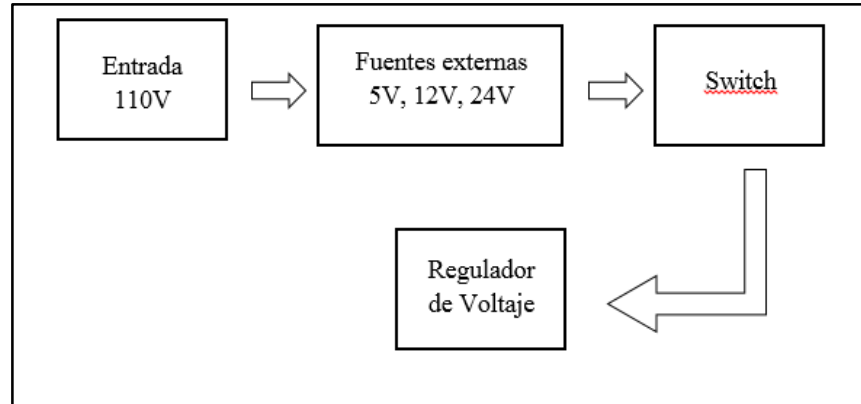 Entrada
110V
Fuentes externas
5V, 12V, 24V
Switch
Regulador
de Voltaje